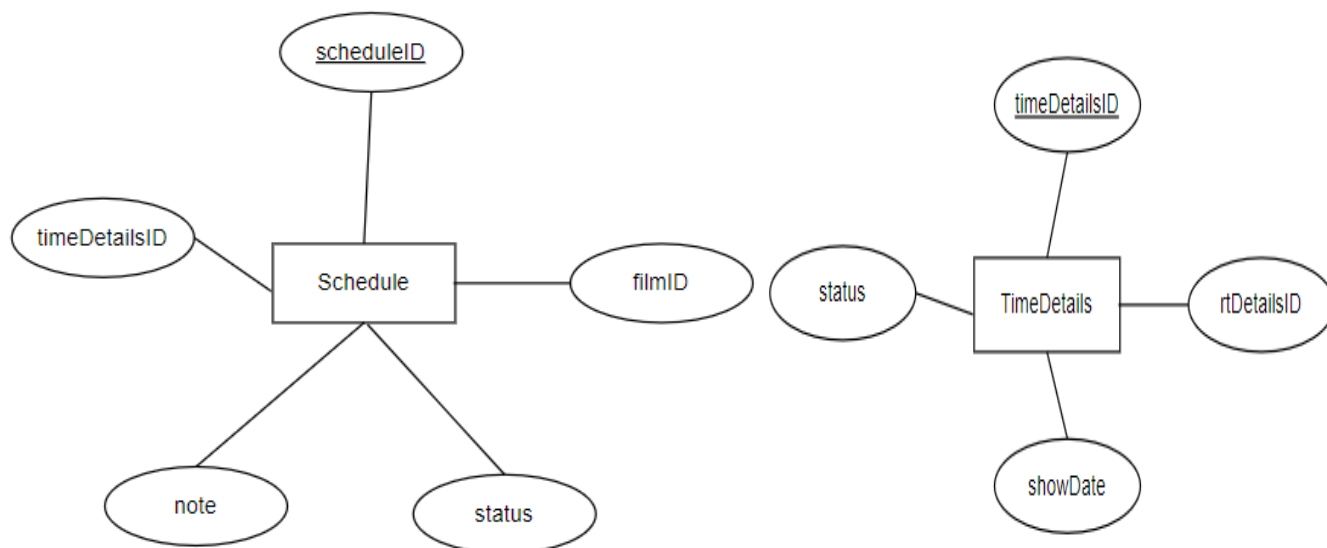 scheduleID
timeDetailsID
Schedule
filmID
note
status
timeDetailsID
status
TimeDetails
rtDetailsID
showDate